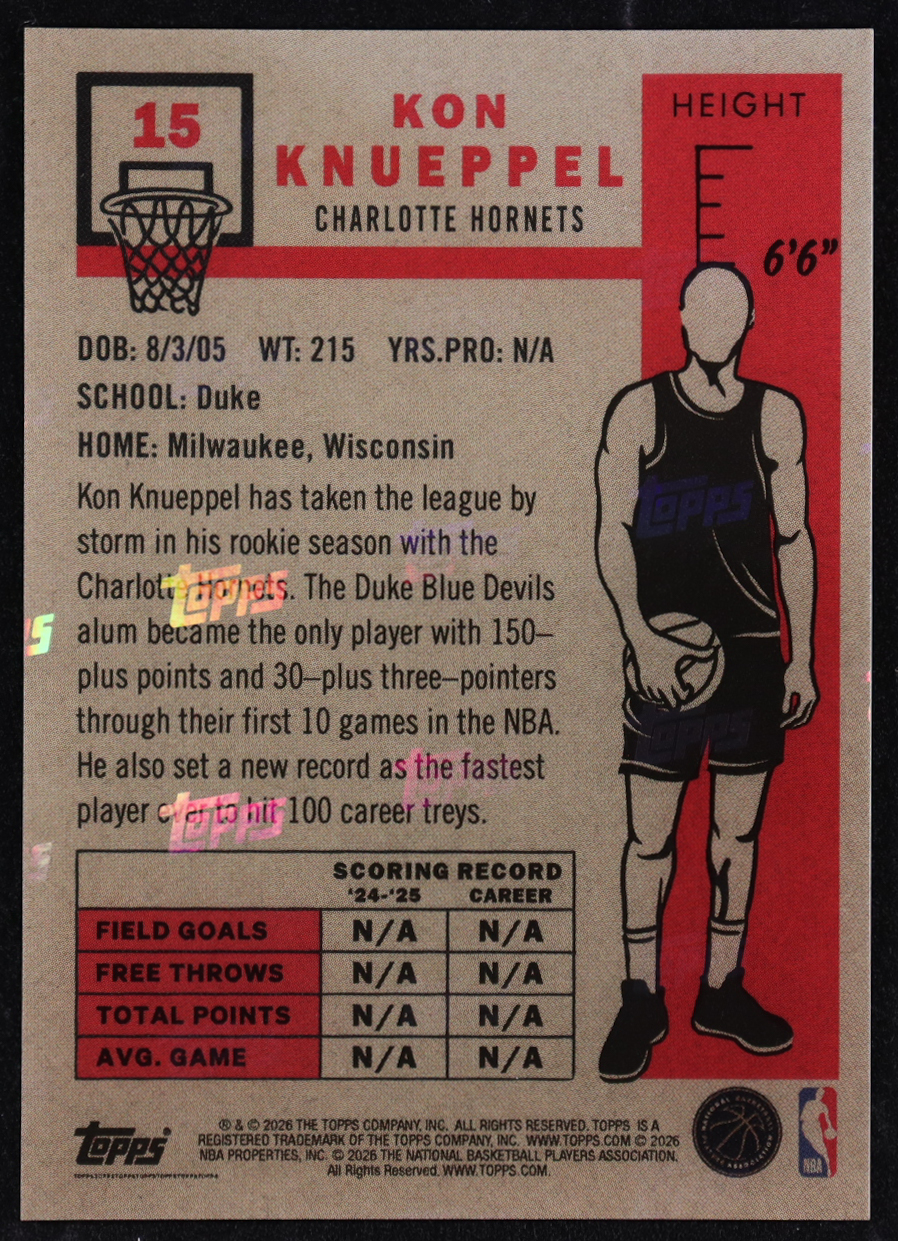 15
KON
KNUEPPEL
CHARLOTTE HORNETS
HEIGHT
6'6”
DOB: 8/3/05 WT: 215 YRS.PRO: N/A
SCHOOL: Duke
HOME: Milwaukee, Wisconsin
Kon Knueppel has taken the league by
storm in his rookie season with the
Charlotte Hornets. The Duke Blue Devils
alum became the only player with 150–
plus points and 30–plus three–pointers
through their first 10 games in the NBA.
He also set a new record as the fastest
player ever to hit 100 career treys.
SCORING RECORD
'24-'25 CAREER
FIELD GOALS N/A N/A
FREE THROWS N/A N/A
TOTAL POINTS N/A N/A
AVG. GAME N/A N/A
Topps
® & © 2026 THE TOPPS COMPANY, INC. ALL RIGHTS RESERVED. TOPPS IS A
REGISTERED TRADEMARK OF THE TOPPS COMPANY, INC. WWW.TOPPS.COM © 2026
NBA PROPERTIES, INC. © 2026 THE NATIONAL BASKETBALL PLAYERS ASSOCIATION.
All Rights Reserved. WWW.TOPPS.COM.
NATIONAL BASKETBALL PLAYERS ASSOCIATION
NBA